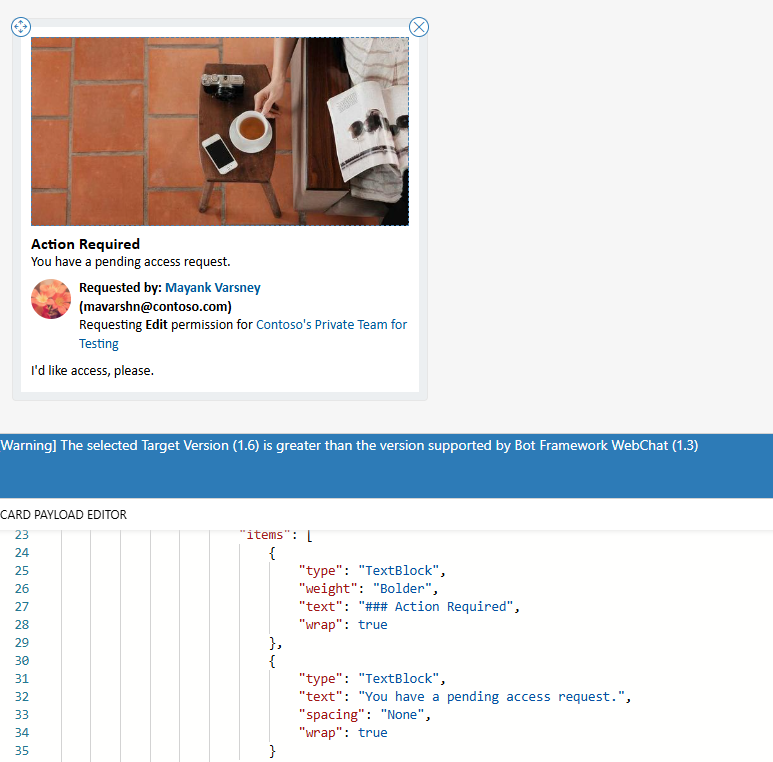 Action Required
You have a pending access request.
Requested by: Mayank Varsney
(mavarshn@contoso.com)
Requesting Edit permission for Contoso's Private Team for
Testing
I'd like access, please.
Warning] The selected Target Version (1.6) is greater than the version supported by Bot Framework WebChat (1.3)
CARD PAYLOAD EDITOR
23 "items": [
24 {
25 "type": "TextBlock",
26 "weight": "Bolder",
27 "text": "### Action Required",
28 "wrap": true
29 },
30 {
31 "type": "TextBlock",
32 "text": "You have a pending access request.",
33 "spacing": "None",
34 "wrap": true
35 }